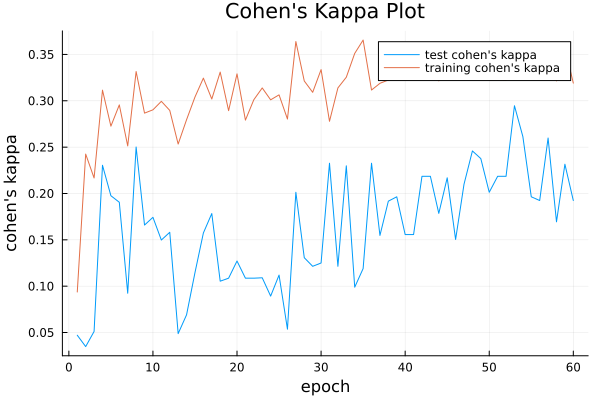 Cohen's Kappa Plot
test cohen's kappa
training cohen's kappa
cohen's kappa
0.35
0.30
0.25
0.20
0.15
0.10
0.05
0 10 20 30 40 50 60
epoch